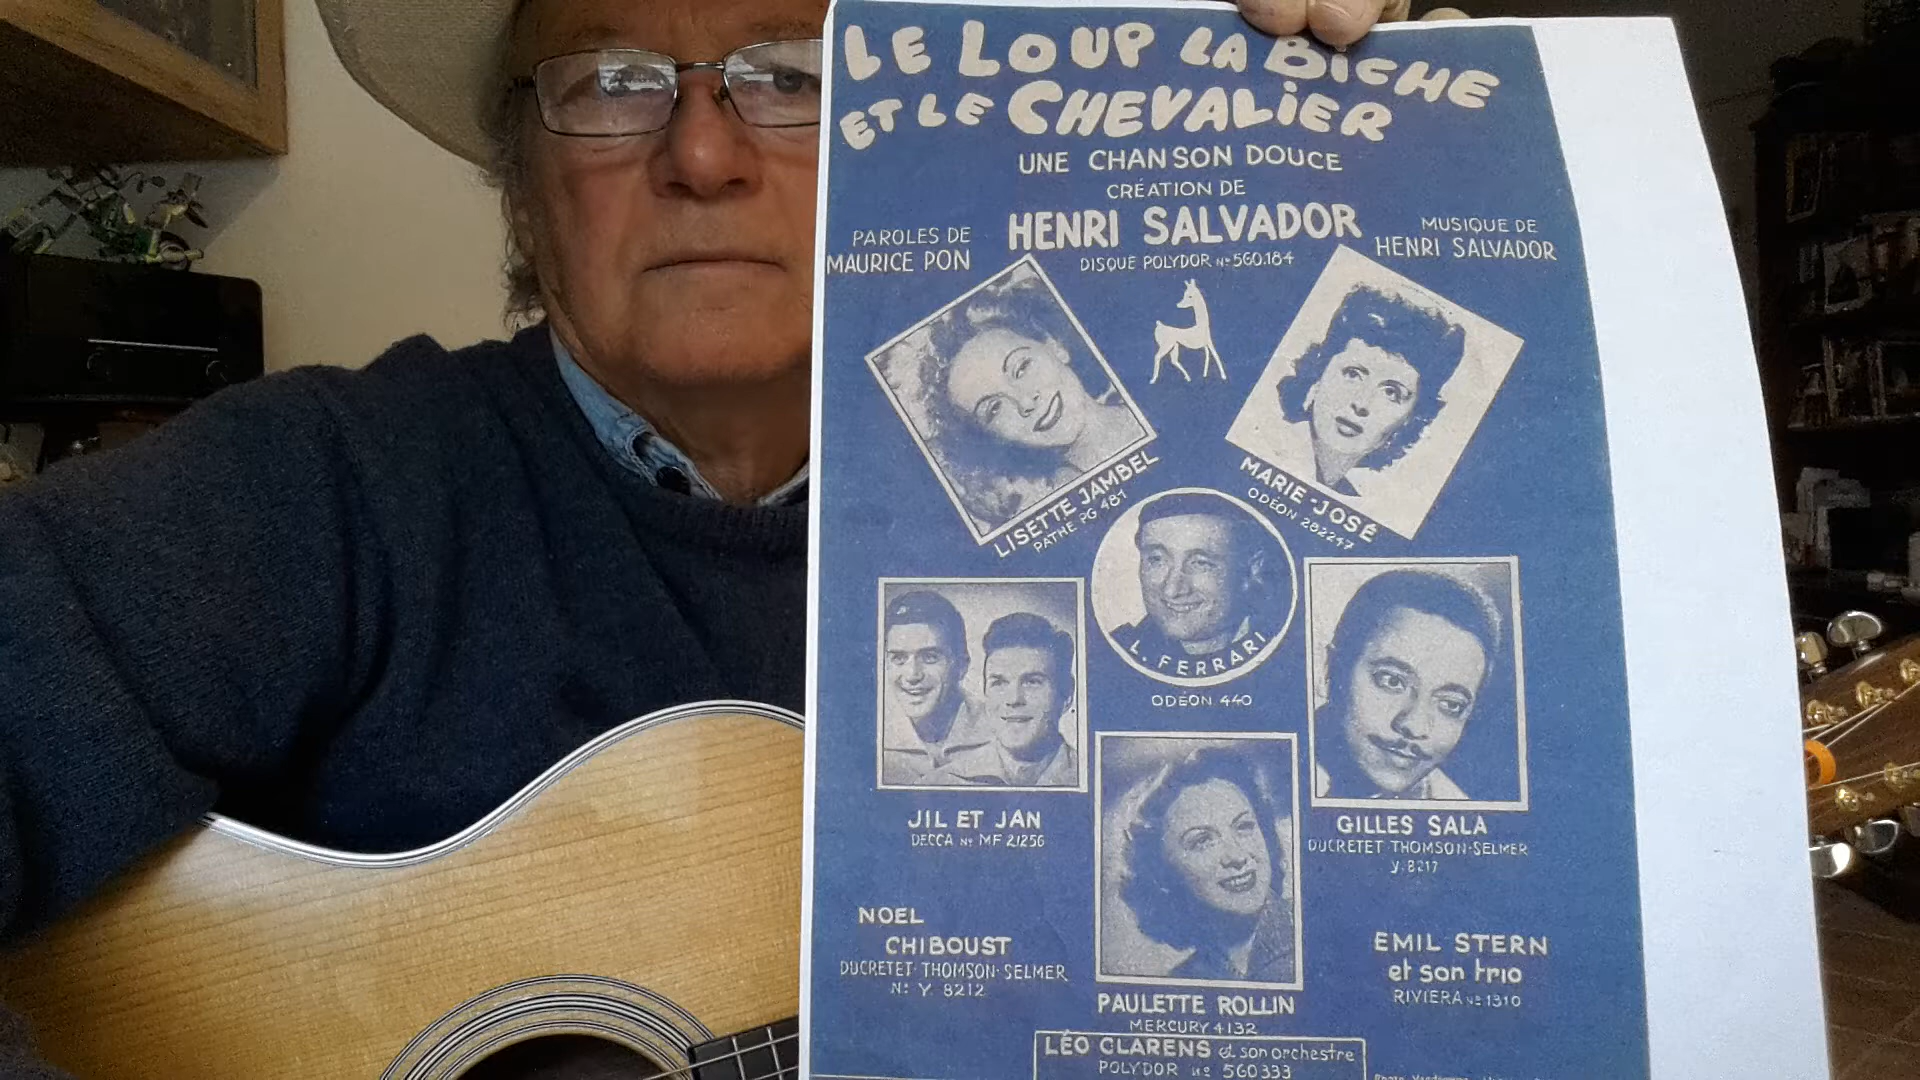 LE LOUP LA BICHE
ET LE CHEVALIER
UNE CHANSON DOUCE
CRÉATION DE
HENRI SALVADOR
DISQUE POLYDOR No 560.184
PAROLES DE
MAURICE PON
MUSIQUE DE
HENRI SALVADOR
LISETTE JAMBEL
PATHE PG 481
MARIE-JOSÉ
ODÉON 282247
L. FERRARI
ODÉON 440
JIL ET JAN
DECCA No MF 21256
GILLES SALA
DUCRETET THOMSON-SELMER
Y. 8217
NOEL
CHIBOUST
DUCRETET-THOMSON-SELMER
No Y. 8212
PAULETTE ROLLIN
MERCURY 4132
EMIL STERN
et son trio
RIVIERA No 1310
LÉO CLARENS et son orchestre
POLYDOR No 560333